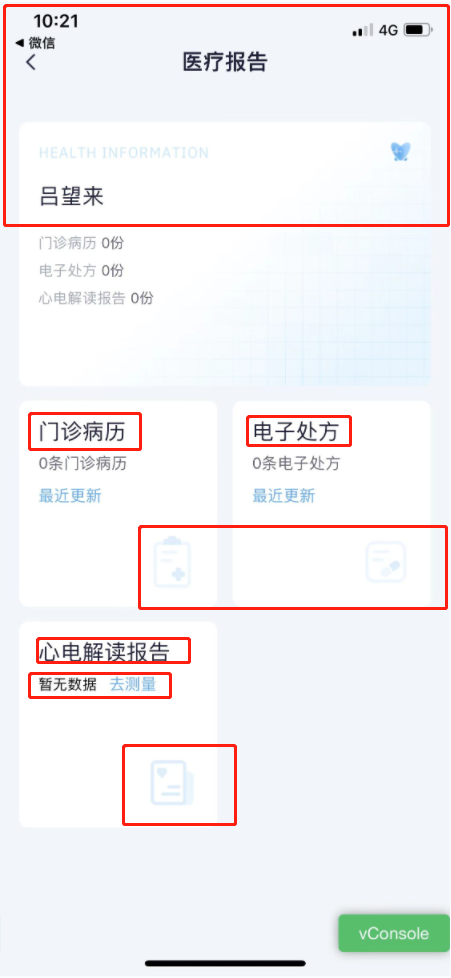 10:21
4G
◀ 微信
医疗报告
HEALTH INFORMATION
吕望来
门诊病历 0份
电子处方 0份
心电解读报告 0份
门诊病历
0条门诊病历
最近更新
电子处方
0条电子处方
最近更新
心电解读报告
暂无数据 去测量
vConsole